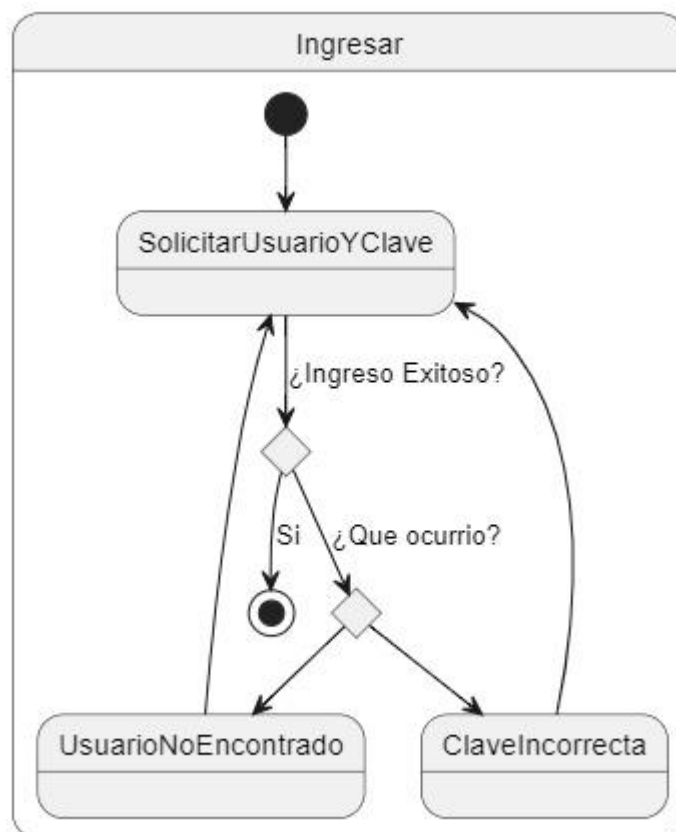 Ingresar
SolicitarUsuarioYClave
¿Ingreso Exitoso?
Si
¿Que ocurrio?
UsuarioNoEncontrado
ClaveIncorrecta